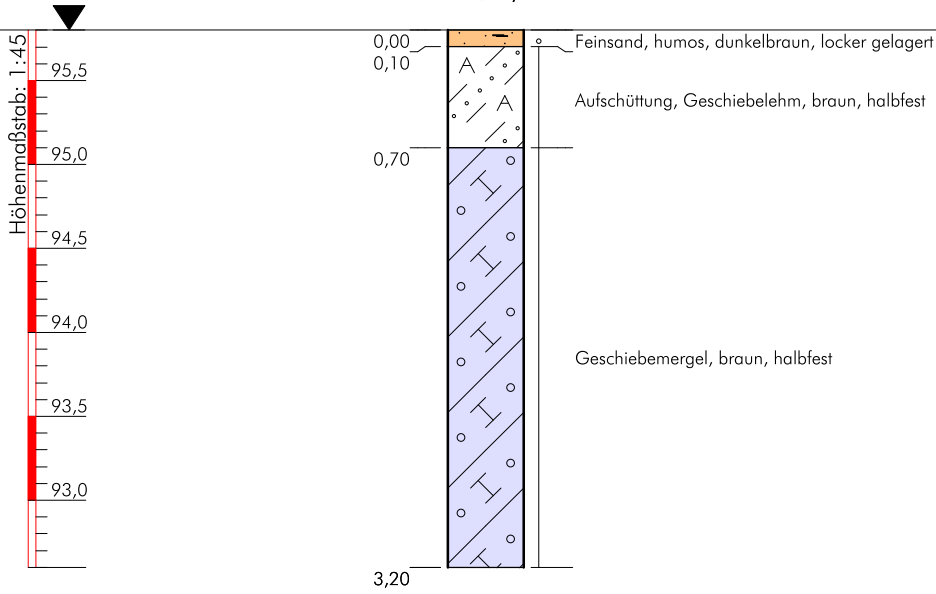 Höhenmaßstab: 1:45
95,5
95,0
94,5
94,0
93,5
93,0
0,00
0,10
0,70
3,20
A
A
Feinsand, humos, dunkelbraun, locker gelagert
Aufschüttung, Geschiebelehm, braun, halbfest
Geschiebemergel, braun, halbfest